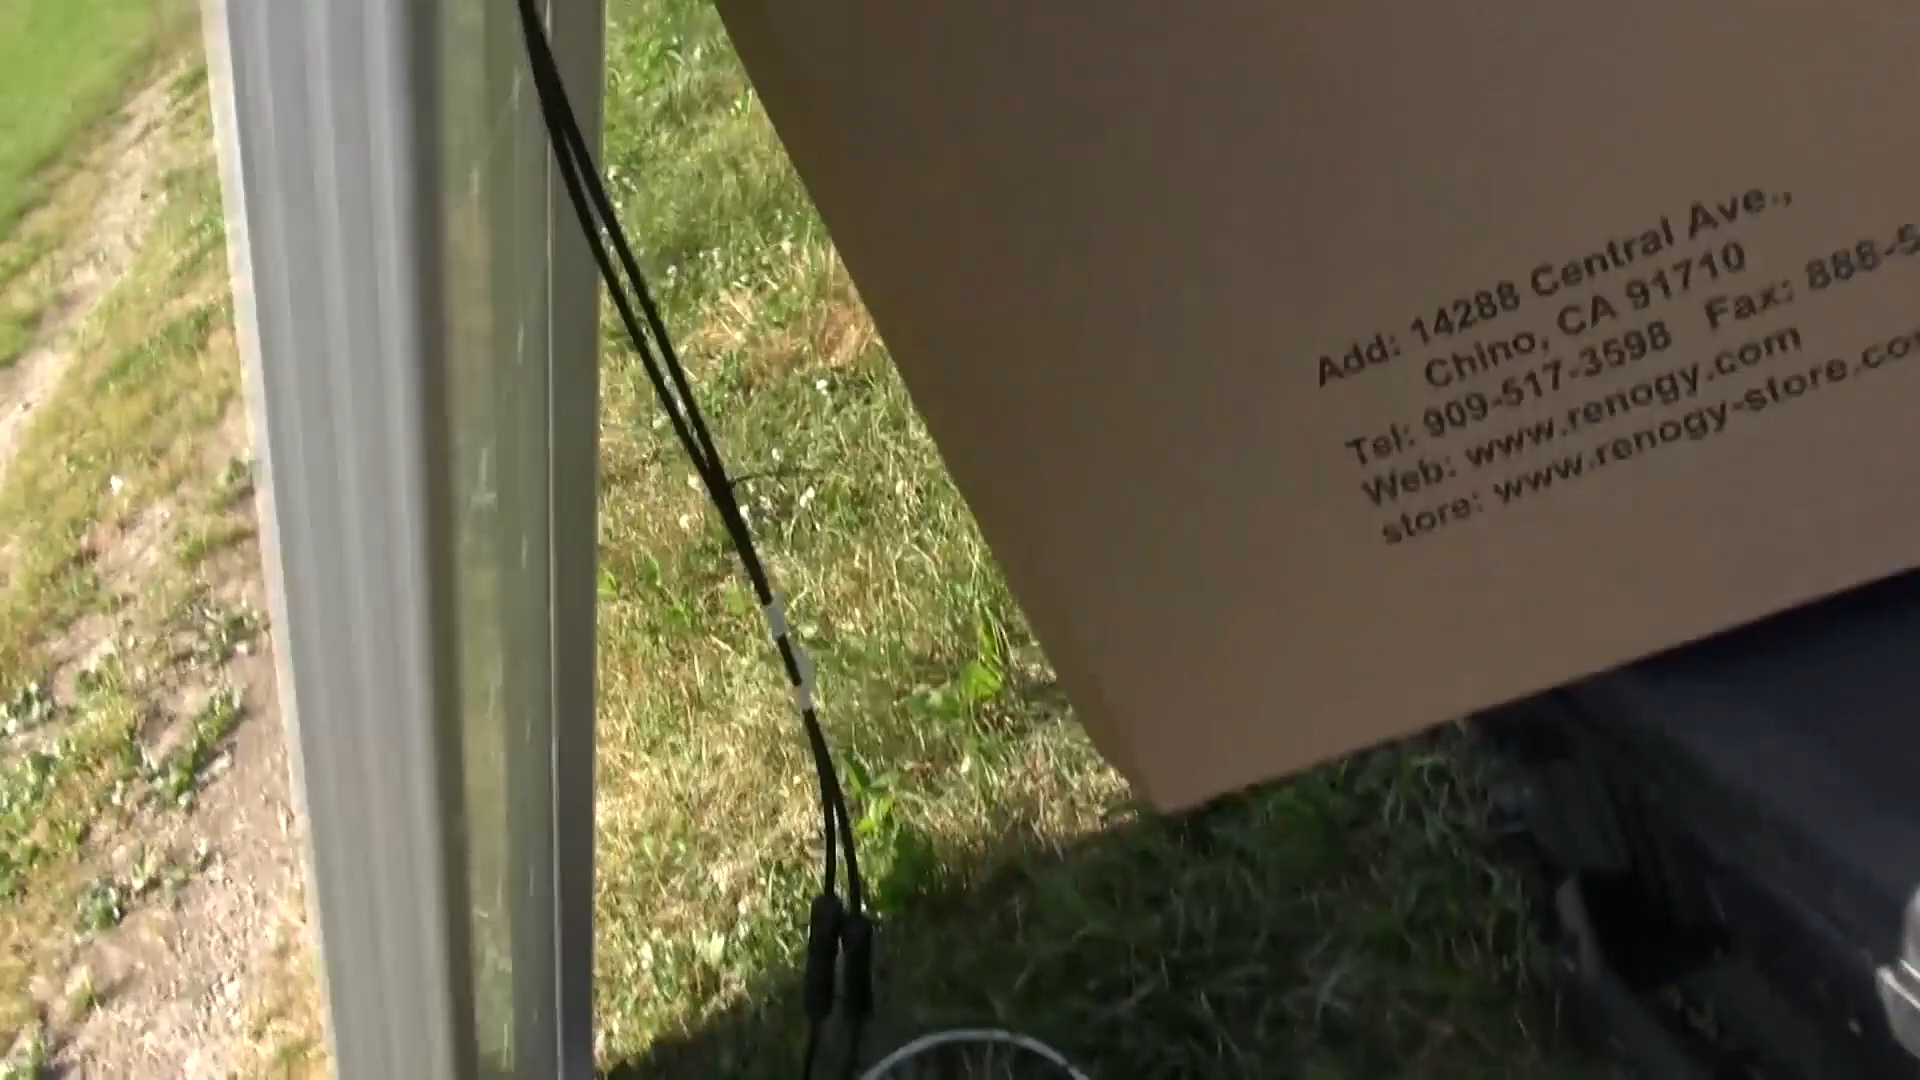 Add: 14288 Central Ave.,
Chino, CA 91710
Tel: 909-517-3598 Fax: 888-5
Web: www.renogy.com
store: www.renogy-store.co